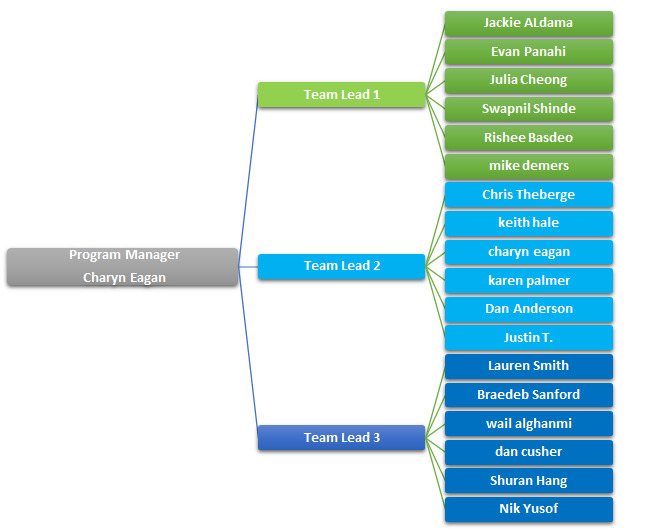 Program Manager
Charyn Eagan
Team Lead 1
Jackie ALdama
Evan Panahi
Julia Cheong
Swapnil Shinde
Rishee Basdeo
mike demers
Team Lead 2
Chris Theberge
keith hale
charyn eagan
karen palmer
Dan Anderson
Justin T.
Team Lead 3
Lauren Smith
Braedeb Sanford
wail alghanmi
dan cusher
Shuran Hang
Nik Yusof